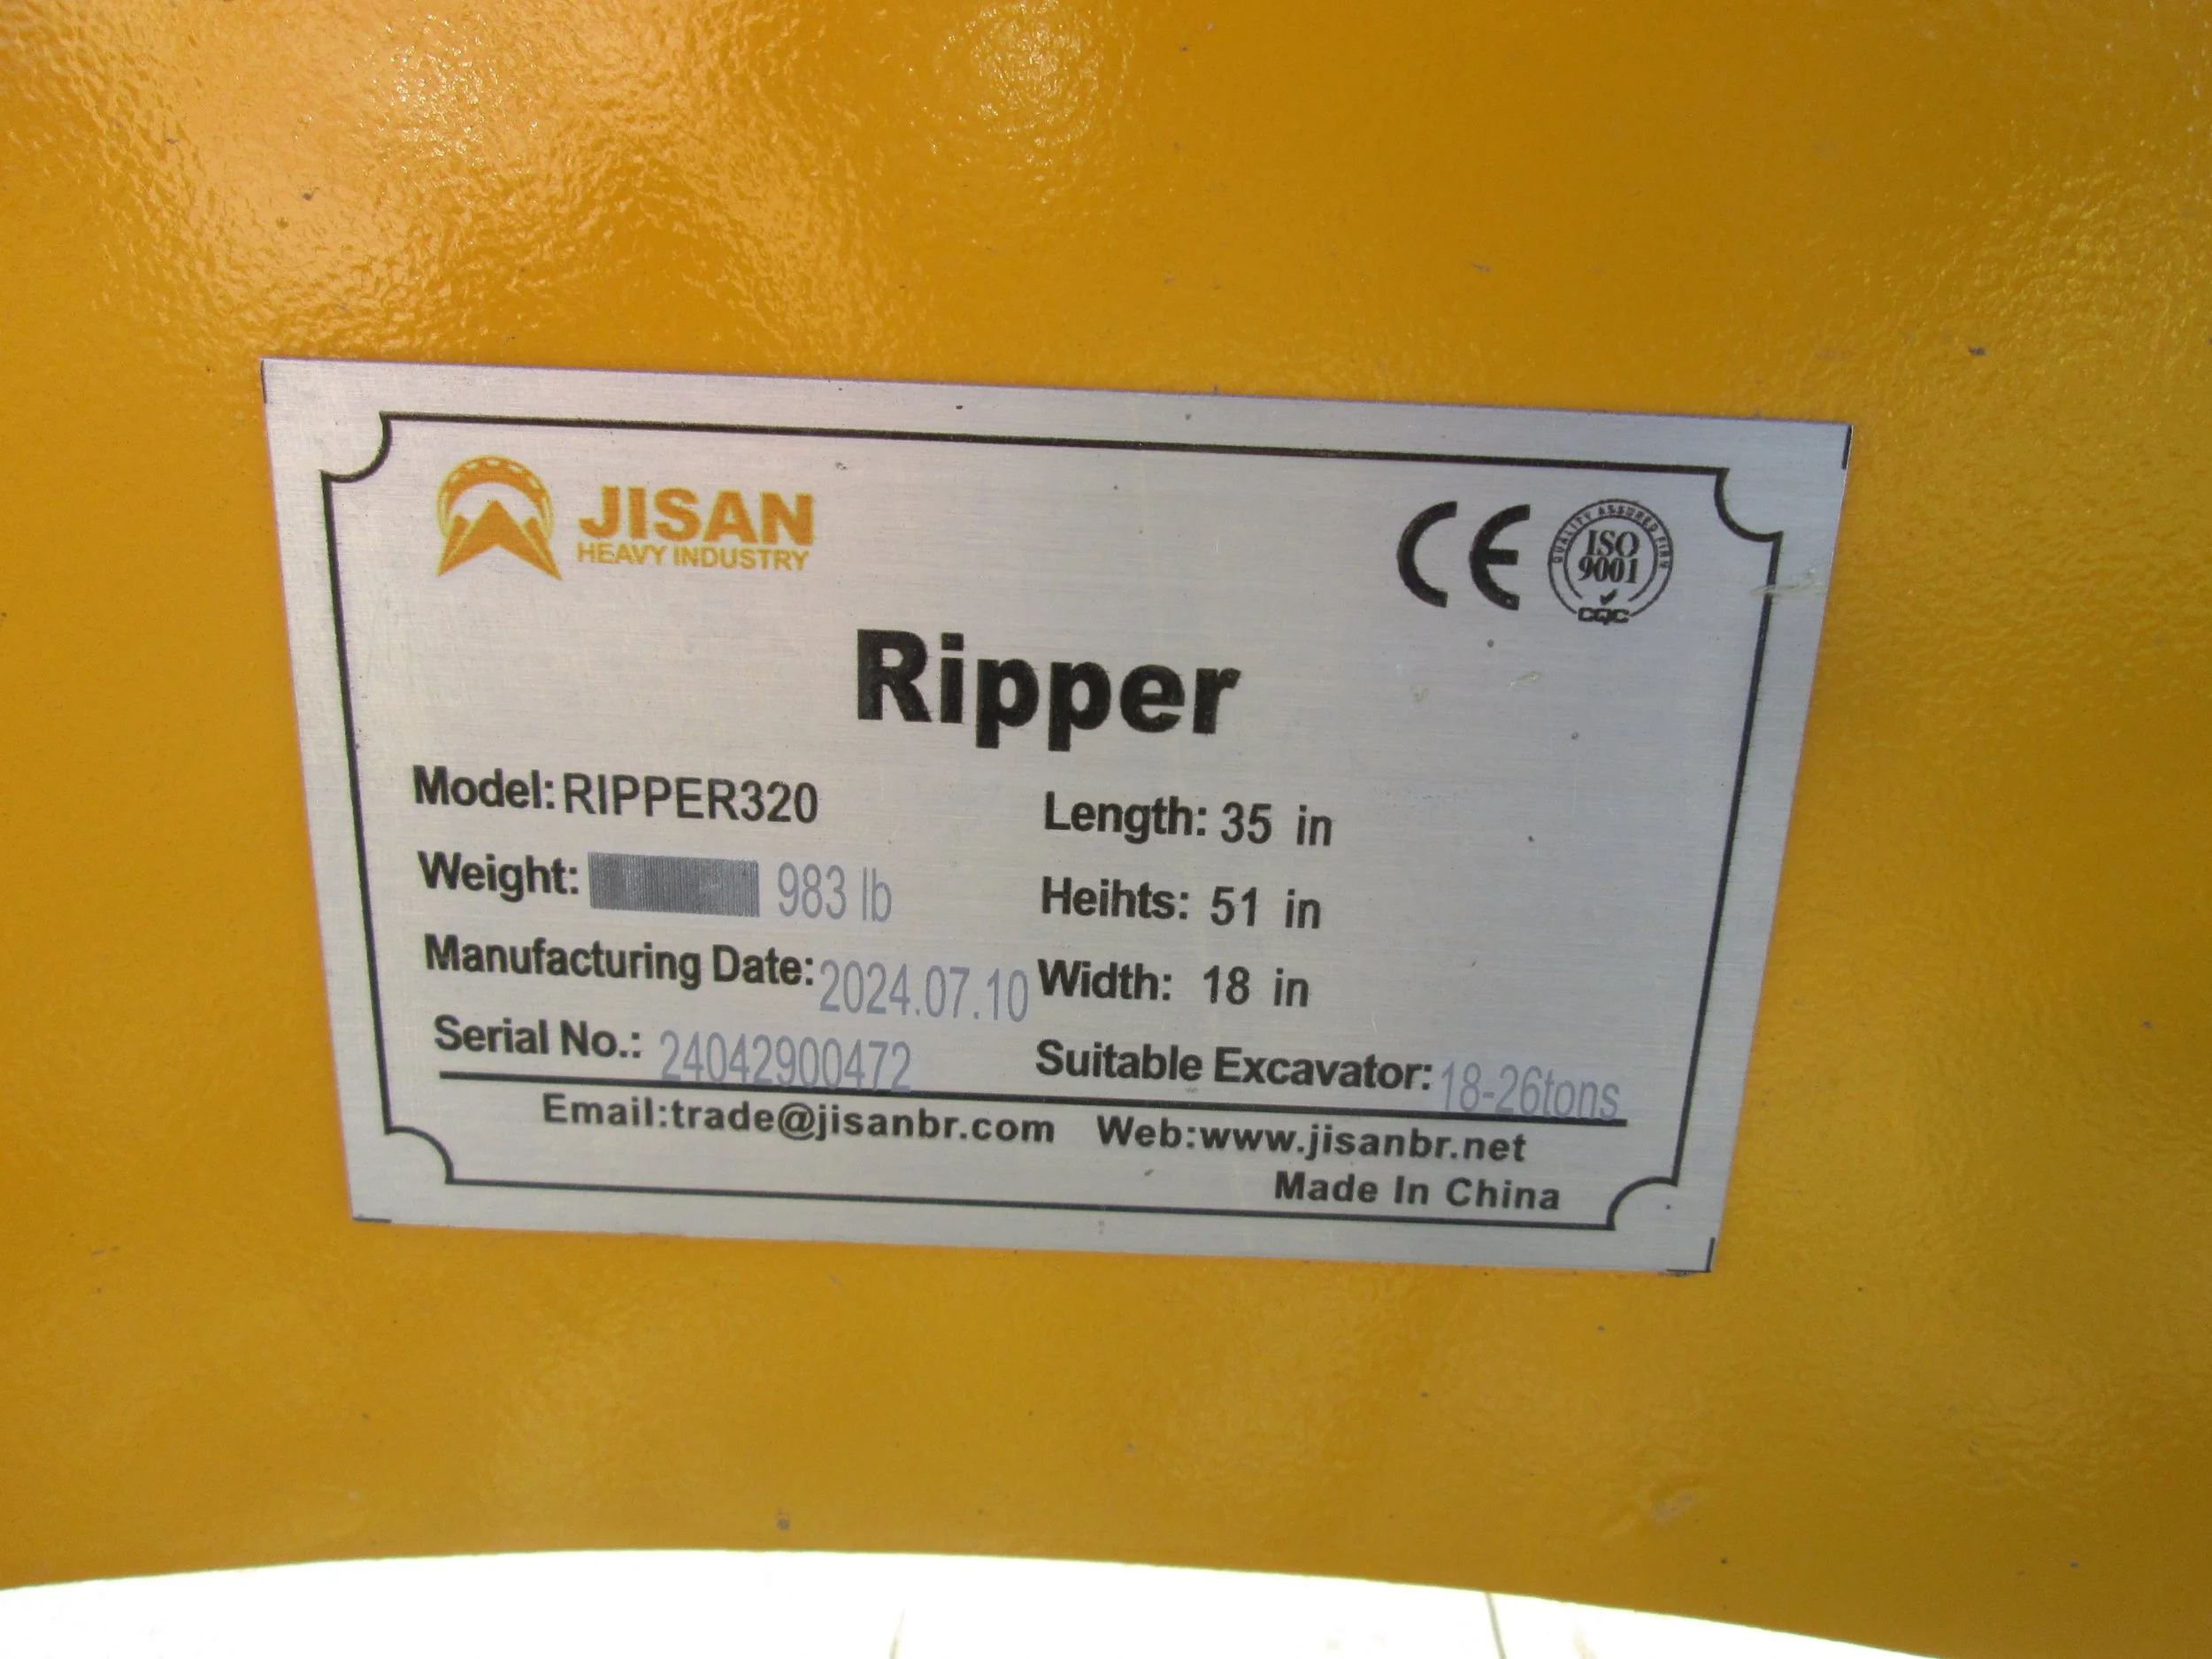 JISAN
HEAVY INDUSTRY
CE
QUALITY ASSURED FIRM
ISO
9001
CQC
Ripper
Model: RIPPER320
Length: 35 in
Weight: 983 lb
Heihts: 51 in
Manufacturing Date: 2024.07.10
Width: 18 in
Serial No.: 24042900472
Suitable Excavator: 18-26tons
Email:trade@jisanbr.com Web:www.jisanbr.net
Made In China